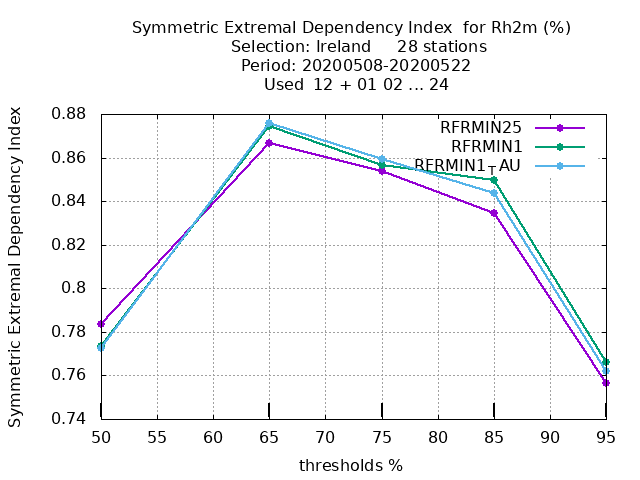 Symmetric Extremal Dependency Index  for Rh2m (%)
Selection: Ireland     28 stations
Period: 20200508-20200522
Used  12 + 01 02 ... 24
Symmetric Extremal Dependency Index
0.88
0.86
0.84
0.82
0.8
0.78
0.76
0.74
RFRMIN25
RFRMIN1
RFRMIN1TAU
50 55 60 65 70 75 80 85 90 95
thresholds %